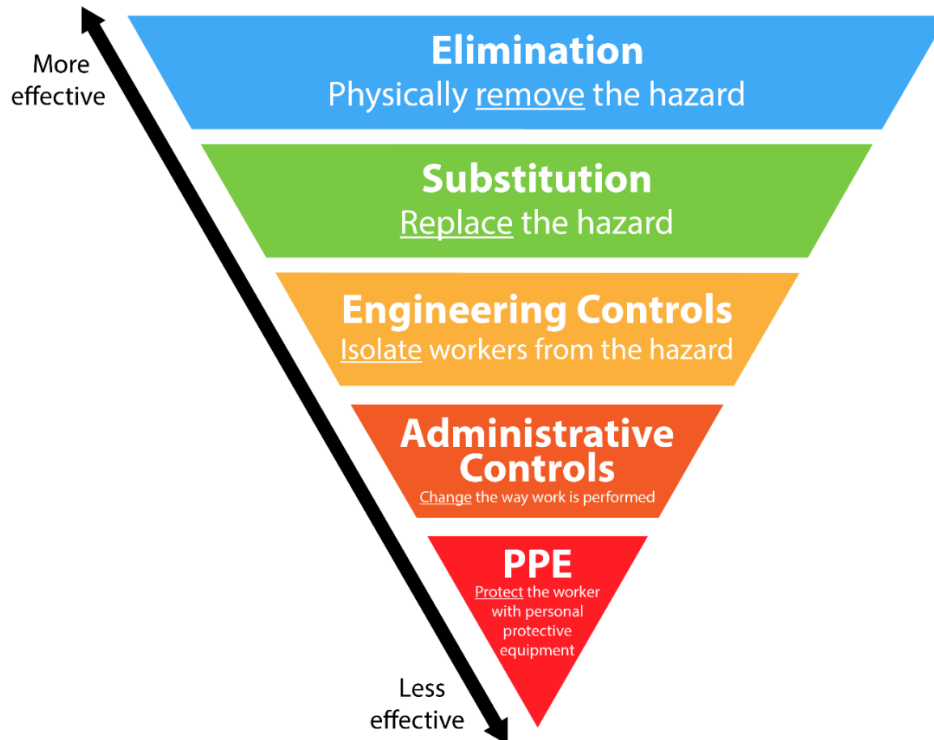 More
effective
Elimination
Physically remove the hazard
Substitution
Replace the hazard
Engineering Controls
Isolate workers from the hazard
Administrative
Controls
Change the way work is performed
PPE
Protect the worker
with personal
protective
equipment
Less
effective